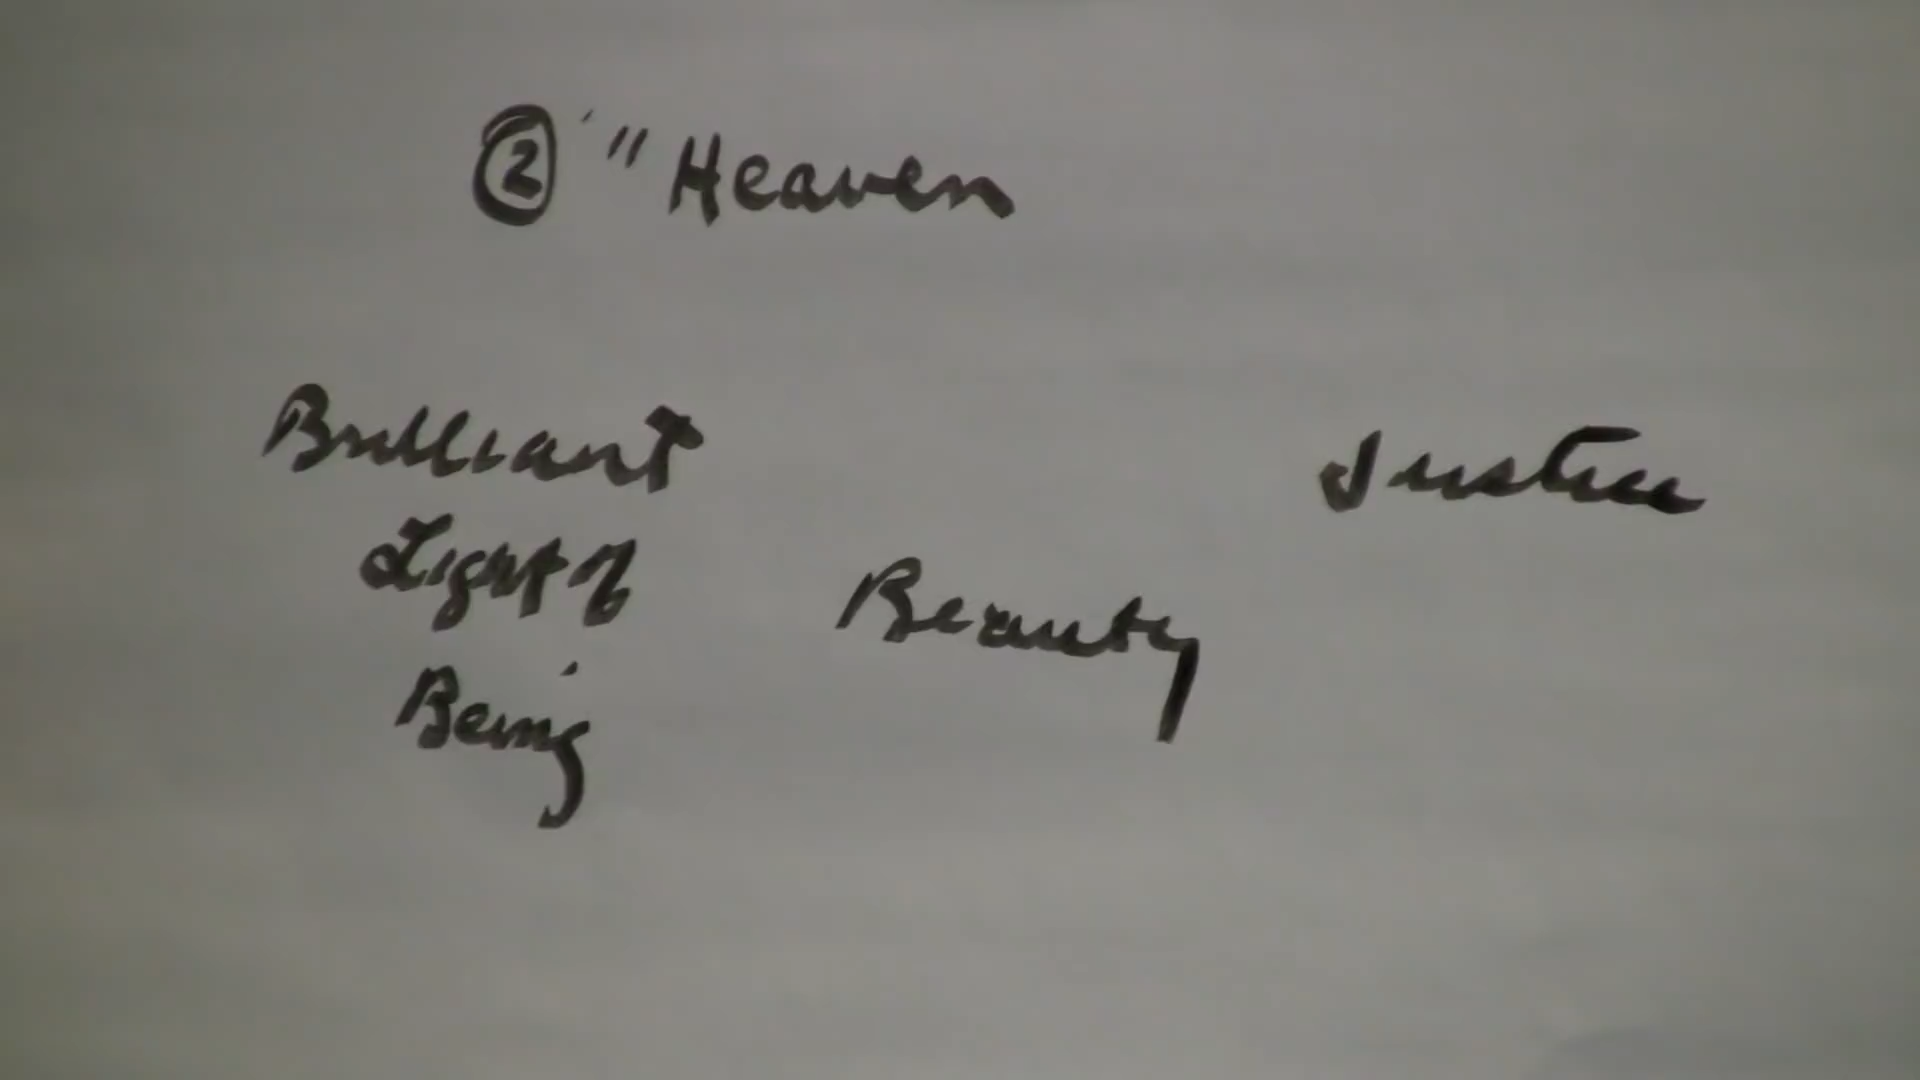 ② "Heaven
Brilliant
Light of
Being
Beauty
Justice